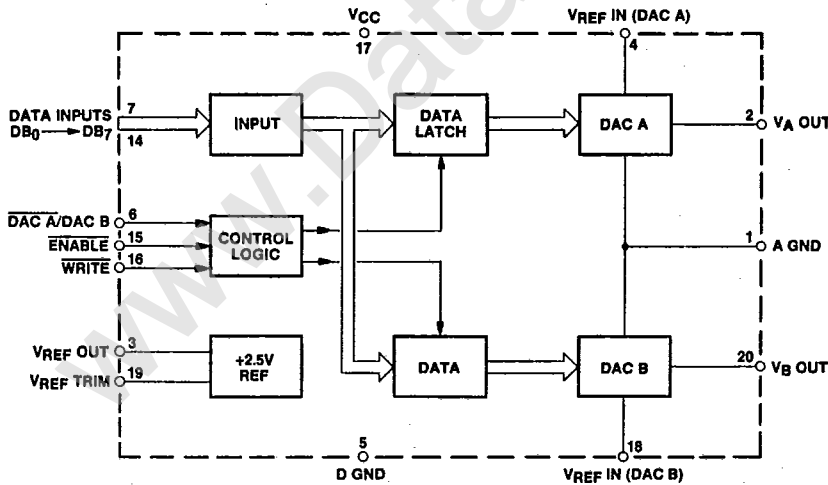 VCC
17
VREF IN (DAC A)
4
DATA INPUTS
DB0 → DB7
7
14
INPUT
DATA
LATCH
DAC A
2
VA OUT
DAC A/DAC B
6
ENABLE
15
WRITE
16
CONTROL
LOGIC
1
A GND
VREF OUT
3
VREF TRIM
19
+2.5V
REF
DATA
DAC B
20
VB OUT
5
D GND
18
VREF IN (DAC B)
www.Data